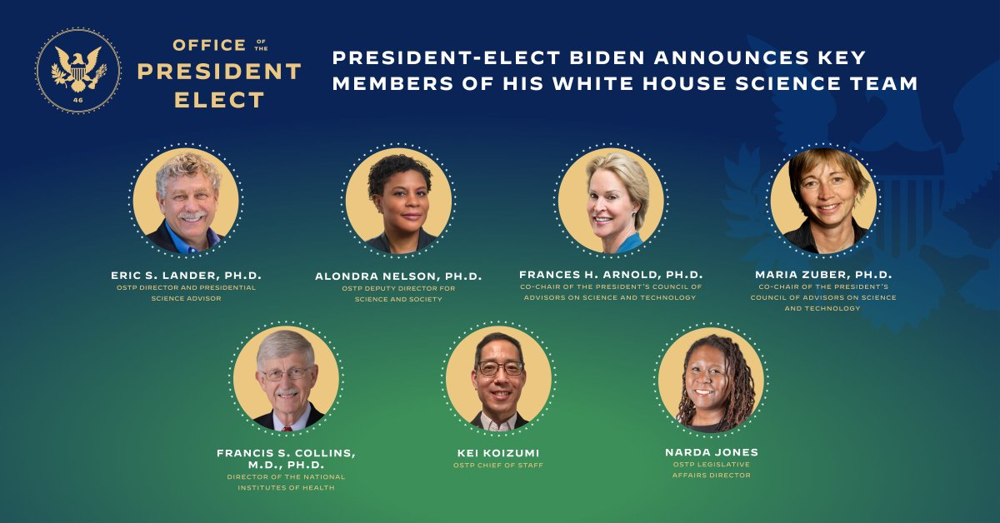 OFFICE OF THE
PRESIDENT
ELECT
46
PRESIDENT-ELECT BIDEN ANNOUNCES KEY
MEMBERS OF HIS WHITE HOUSE SCIENCE TEAM
ERIC S. LANDER, PH.D.
OSTP DIRECTOR AND PRESIDENTIAL
SCIENCE ADVISOR
ALONDRA NELSON, PH.D.
OSTP DEPUTY DIRECTOR FOR
SCIENCE AND SOCIETY
FRANCES H. ARNOLD, PH.D.
CO-CHAIR OF THE PRESIDENT'S COUNCIL OF
ADVISORS ON SCIENCE AND TECHNOLOGY
MARIA ZUBER, PH.D.
CO-CHAIR OF THE PRESIDENT'S
COUNCIL OF ADVISORS ON SCIENCE
AND TECHNOLOGY
FRANCIS S. COLLINS,
M.D., PH.D.
DIRECTOR OF THE NATIONAL
INSTITUTES OF HEALTH
KEI KOIZUMI
OSTP CHIEF OF STAFF
NARDA JONES
OSTP LEGISLATIVE
AFFAIRS DIRECTOR